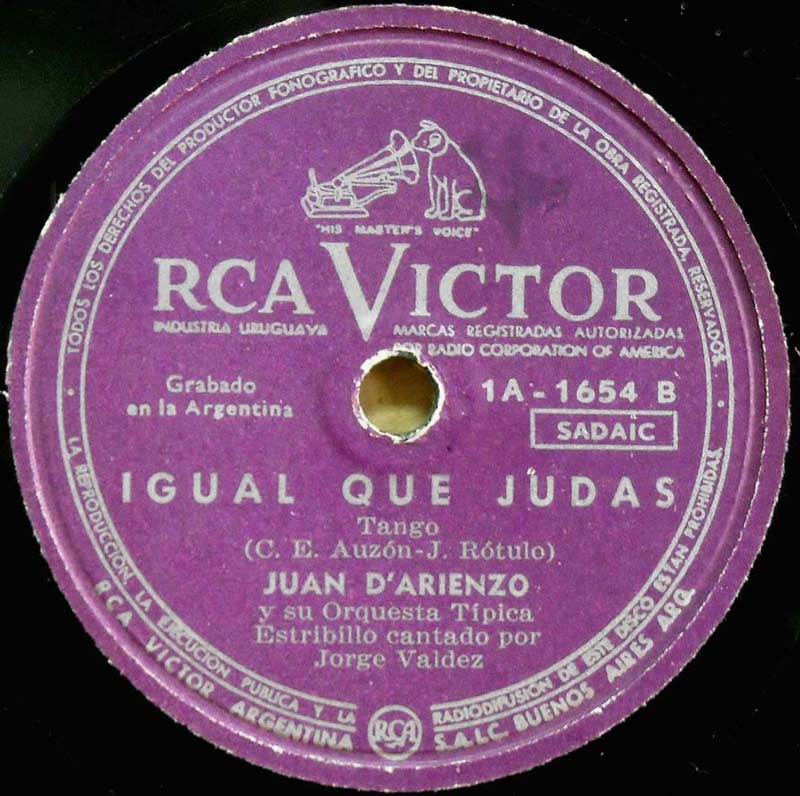 TODOS LOS DERECHOS DEL PRODUCTOR FONOGRAFICO Y DEL PROPIETARIO DE LA OBRA REGISTRADA, RESERVADOS.
"HIS MASTER'S VOICE"
RCA VICTOR
INDUSTRIA URUGUAYA
MARCAS REGISTRADAS AUTORIZADAS
POR RADIO CORPORATION OF AMERICA
Grabado
en la Argentina
1A-1654 B
SADAIC
IGUAL QUE JUDAS
Tango
(C. E. Auzón-J. Rótulo)
JUAN D'ARIENZO
y su Orquesta Típica
Estribillo cantado por
Jorge Valdez
LA REPRODUCCION, LA EJECUCION PUBLICA Y LA RADIODIFUSIÓN DE ESTE DISCO ESTAN PROHIBIDAS.
RCA VICTOR ARGENTINA S.A.I.C. BUENOS AIRES ARG.
RCA